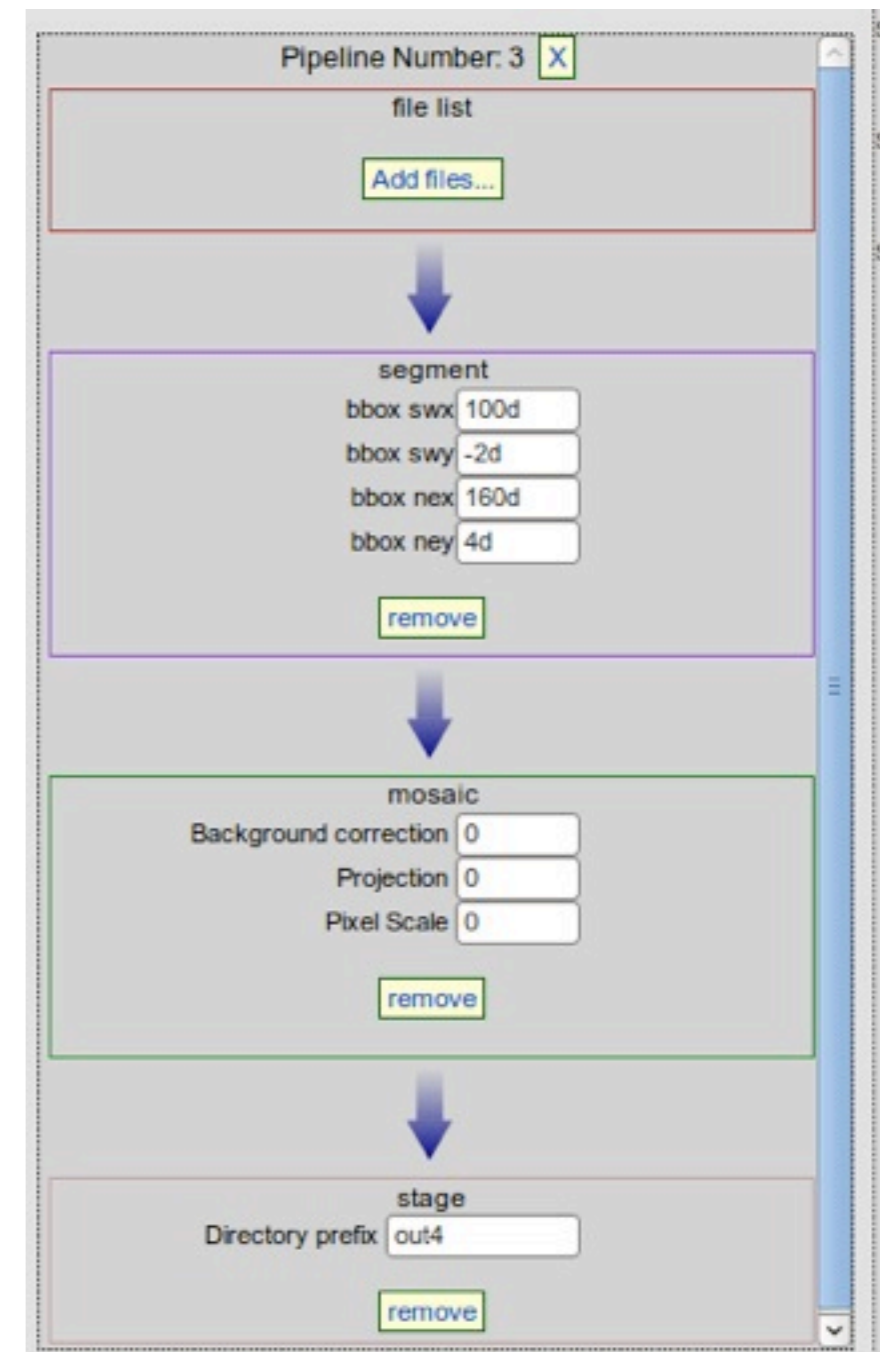 Pipeline Number: 3 X
file list
Add files...
segment
bbox swx 100d
bbox swy -2d
bbox nex 160d
bbox ney 4d
remove
mosaic
Background correction 0
Projection 0
Pixel Scale 0
remove
stage
Directory prefix out4
remove